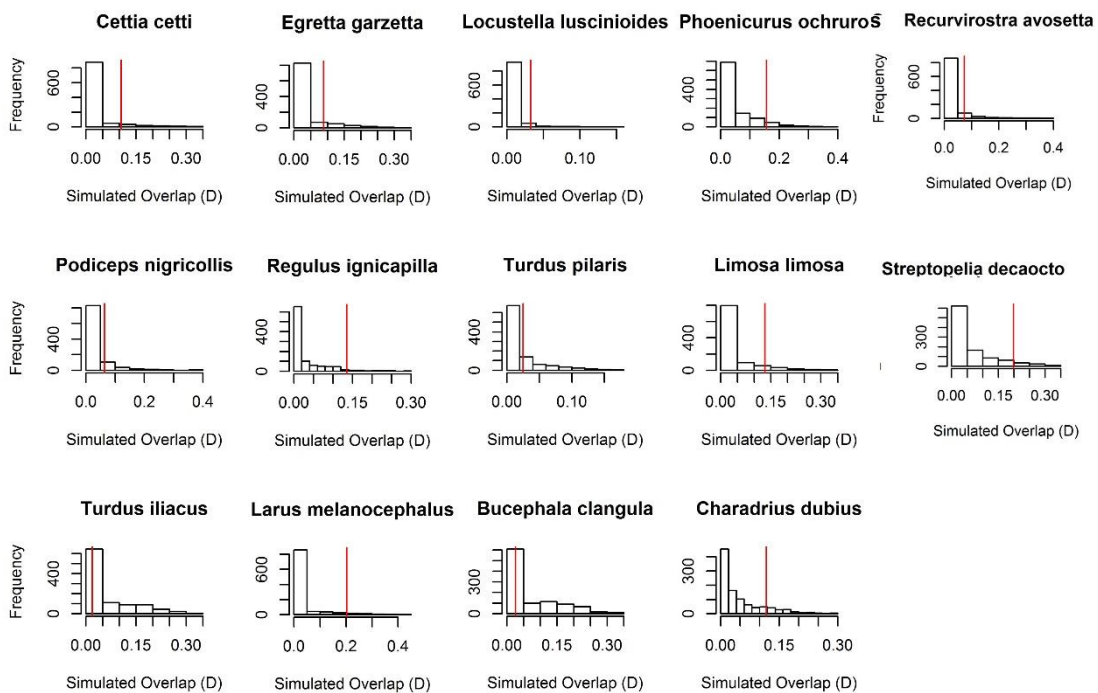 Cettia cetti
Egretta garzetta
Locustella luscinioides
Phoenicurus ochruros
Recurvirostra avosetta
Frequency
0 600
0 400
0 600
0 400
Frequency
0 600
0.00 0.15 0.30
0.00 0.15 0.30
0.00 0.10
0.0 0.2 0.4
0.0 0.2 0.4
Simulated Overlap (D)
Simulated Overlap (D)
Simulated Overlap (D)
Simulated Overlap (D)
Simulated Overlap (D)
Podiceps nigricollis
Regulus ignicapilla
Turdus pilaris
Limosa limosa
Streptopelia decaocto
Frequency
0 400
0 400
0 400
0 400
0 300
0.0 0.2 0.4
0.00 0.15 0.30
0.00 0.10
0.00 0.15 0.30
0.00 0.15 0.30
Simulated Overlap (D)
Simulated Overlap (D)
Simulated Overlap (D)
Simulated Overlap (D)
Simulated Overlap (D)
Turdus iliacus
Larus melanocephalus
Bucephala clangula
Charadrius dubius
Frequency
0 400
0 600
0 300
0 300
0.00 0.15 0.30
0.0 0.2 0.4
0.00 0.15 0.30
0.00 0.15 0.30
Simulated Overlap (D)
Simulated Overlap (D)
Simulated Overlap (D)
Simulated Overlap (D)